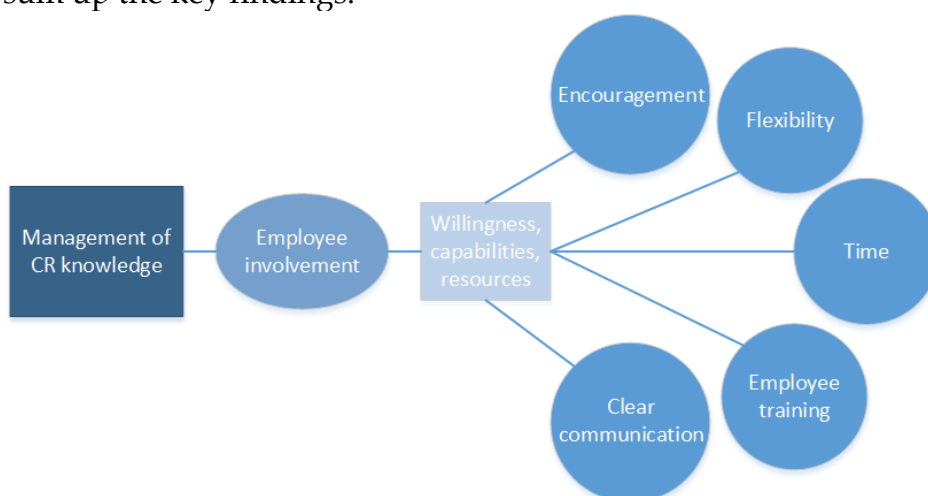 sum up the key findings.
Encouragement
Flexibility
Management of
CR knowledge
Employee
involvement
Willingness,
capabilities,
resources
Time
Employee
training
Clear
communication